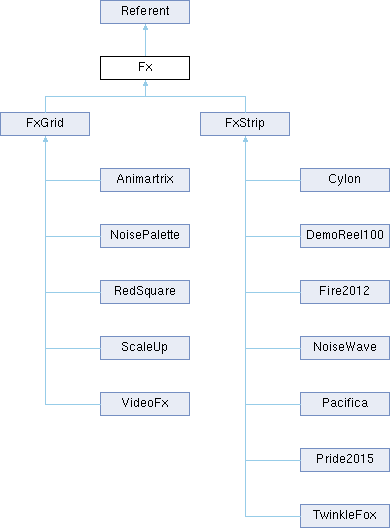 Referent
Fx
FxGrid
FxStrip
Animartrix
Cylon
NoisePalette
DemoReel100
RedSquare
Fire2012
ScaleUp
NoiseWave
VideoFx
Pacifica
Pride2015
TwinkleFox